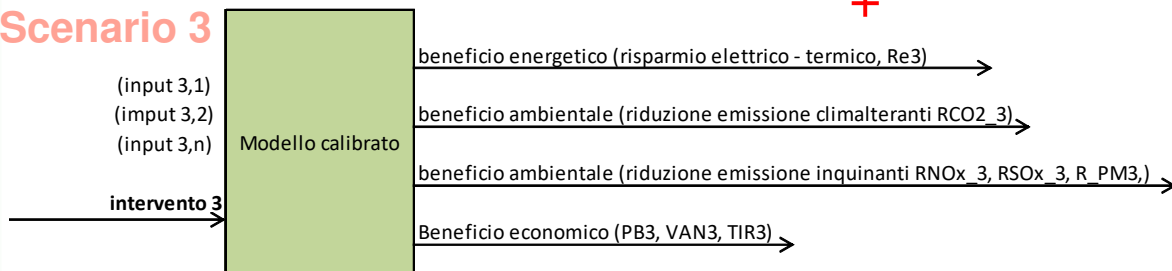 +
Scenario 3
beneficio energetico (risparmio elettrico - termico, Re3)
(input 3,1)
(imput 3,2)
(input 3,n)
Modello calibrato
beneficio ambientale (riduzione emissione climalteranti RCO2_3)
beneficio ambientale (riduzione emissione inquinanti RNOx_3, RSOx_3, R_PM3,)
intervento 3
Beneficio economico (PB3, VAN3, TIR3)